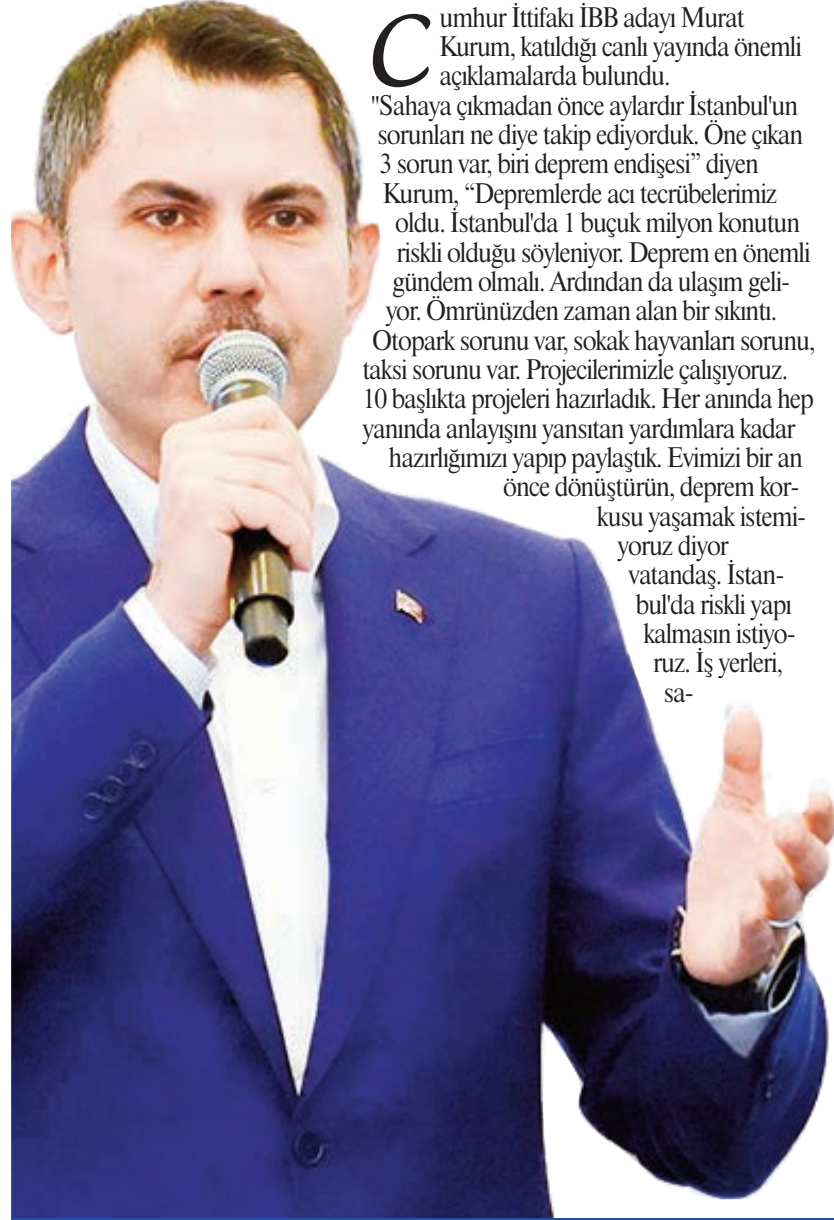 Cumhur İttifakı İBB adayı Murat
Kurum, katıldığı canlı yayında önemli
açıklamalarda bulundu.
"Sahaya çıkmadan önce aylardır İstanbul'un
sorunları ne diye takip ediyorduk. Öne çıkan
3 sorun var, biri deprem endişesi” diyen
Kurum, “Depremlerde acı tecrübelerimiz
oldu. İstanbul'da 1 buçuk milyon konutun
riskli olduğu söyleniyor. Deprem en önemli
gündem olmalı. Ardından da ulaşım geli-
yor. Ömrünüzden zaman alan bir sıkıntı.
Otopark sorunu var, sokak hayvanları sorunu,
taksi sorunu var. Projecilerimizle çalışıyoruz.
10 başlıkta projeleri hazırladık. Her anında hep
yanında anlayışını yansıtan yardımlara kadar
hazırlığımızı yapıp paylaştık. Evimizi bir an
önce dönüştürün, deprem kor-
kusu yaşamak istemi-
yoruz diyor
vatandaş. İstan-
bul'da riskli yapı
kalmasın istiyo-
ruz. İş yerleri,
sa-